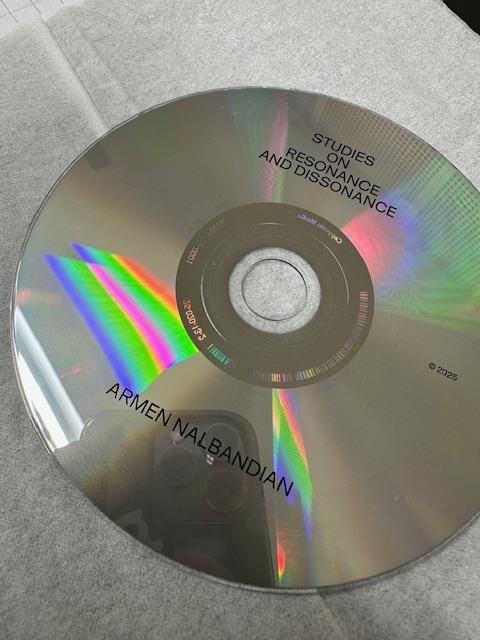 STUDIES
ON
RESONANCE
AND DISSONANCE
© 2025
ARMEN NALBANDIAN